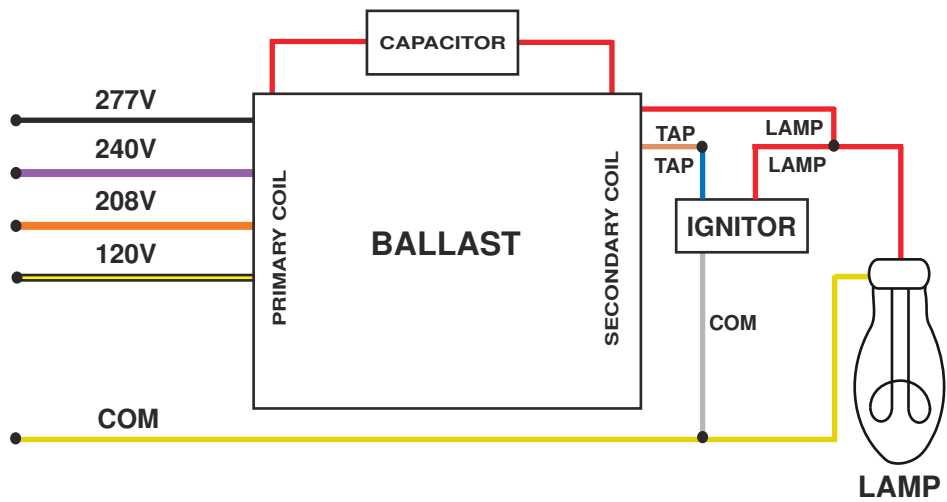 CAPACITOR
277V
240V
208V
120V
COM
PRIMARY COIL
BALLAST
SECONDARY COIL
TAP
TAP
LAMP
LAMP
IGNITOR
COM
LAMP